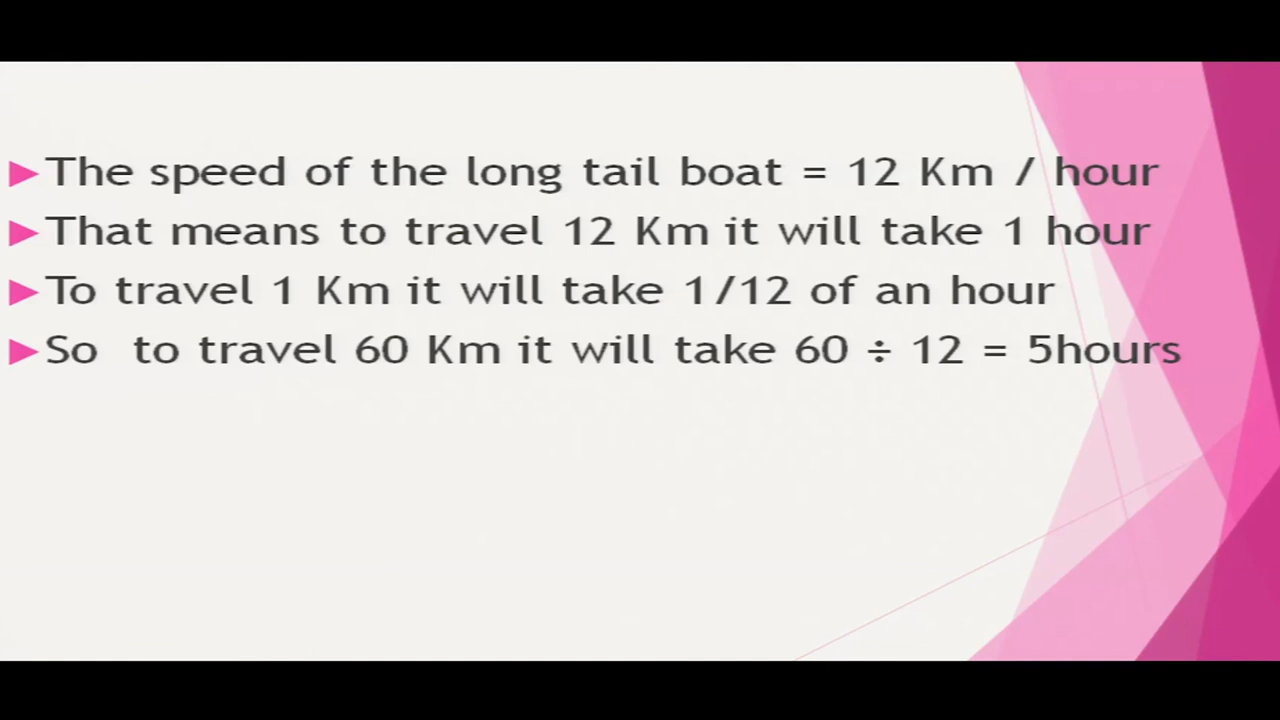 The speed of the long tail boat = 12 Km / hour
That means to travel 12 Km it will take 1 hour
To travel 1 Km it will take 1/12 of an hour
So to travel 60 Km it will take 60 ÷ 12 = 5hours